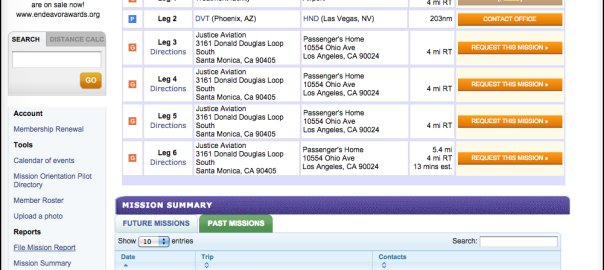 are on sale now!
www.endeavorawards.org
SEARCH
DISTANCE CALC
GO
Account
Membership Renewal
Tools
Calendar of events
Mission Orientation Pilot
Directory
Member Roster
Upload a photo
Reports
File Mission Report
Mission Summary
4 mi RT
P
Leg 2
DVT (Phoenix, AZ)
HND (Las Vegas, NV)
203nm
CONTACT OFFICE
G
Leg 3
Directions
Justice Aviation
3161 Donald Douglas Loop
South
Santa Monica, Ca 90405
Passenger's Home
10554 Ohio Ave
Los Angeles, CA 90024
4 mi RT
REQUEST THIS MISSION »
G
Leg 4
Directions
Justice Aviation
3161 Donald Douglas Loop
South
Santa Monica, Ca 90405
Passenger's Home
10554 Ohio Ave
Los Angeles, CA 90024
4 mi RT
REQUEST THIS MISSION »
G
Leg 5
Directions
Justice Aviation
3161 Donald Douglas Loop
South
Santa Monica, Ca 90405
Passenger's Home
10554 Ohio Ave
Los Angeles, CA 90024
4 mi RT
REQUEST THIS MISSION »
G
Leg 6
Directions
Justice Aviation
3161 Donald Douglas Loop
South
Santa Monica, CA 90405
Passenger's Home
10554 Ohio Ave
Los Angeles, CA 90024
5.4 mi
4 mi RT
13 mins est.
REQUEST THIS MISSION »
MISSION SUMMARY
FUTURE MISSIONS
PAST MISSIONS
Show 10 entries
Search:
Date
Trip
Contacts